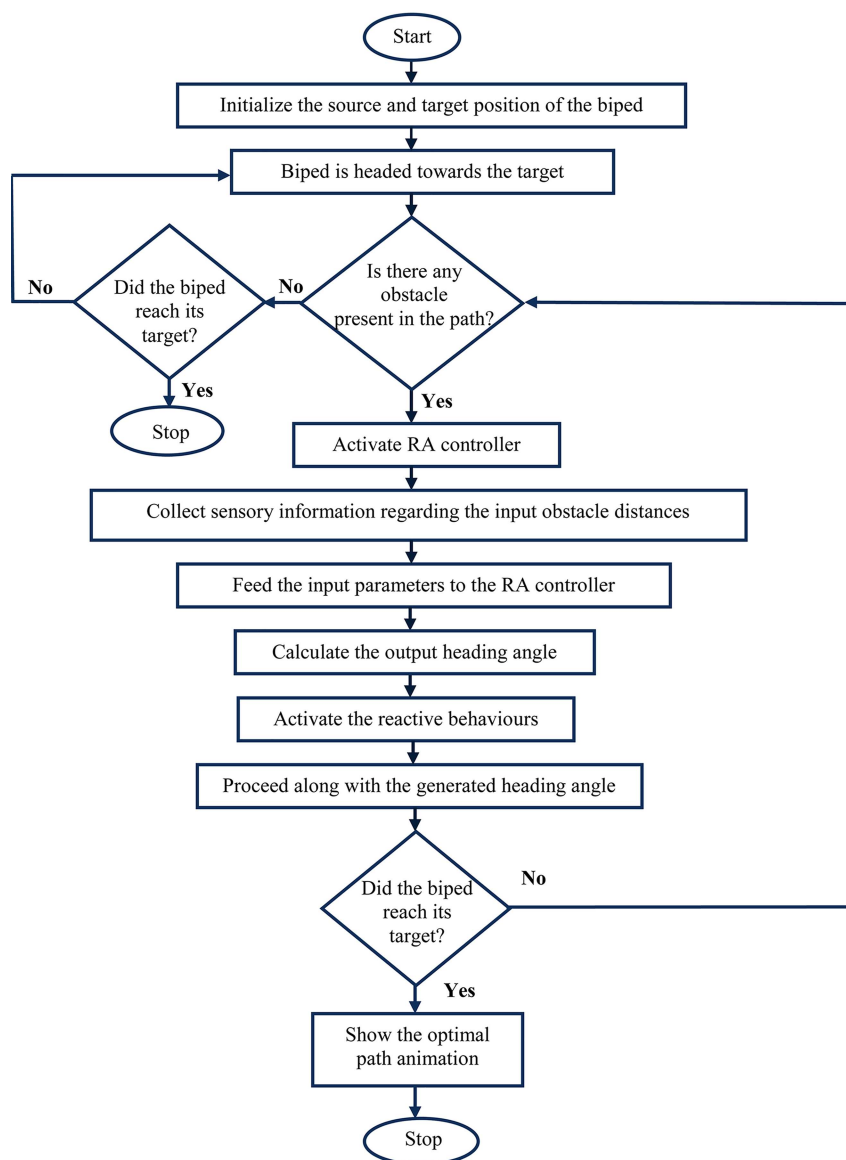 Start
Initialize the source and target position of the biped
Biped is headed towards the target
Is there any
obstacle
present in the path?
No
Did the biped
reach its
target?
No
Yes
Stop
Yes
Activate RA controller
Collect sensory information regarding the input obstacle distances
Feed the input parameters to the RA controller
Calculate the output heading angle
Activate the reactive behaviours
Proceed along with the generated heading angle
Did the biped
reach its
target?
No
Yes
Show the optimal
path animation
Stop